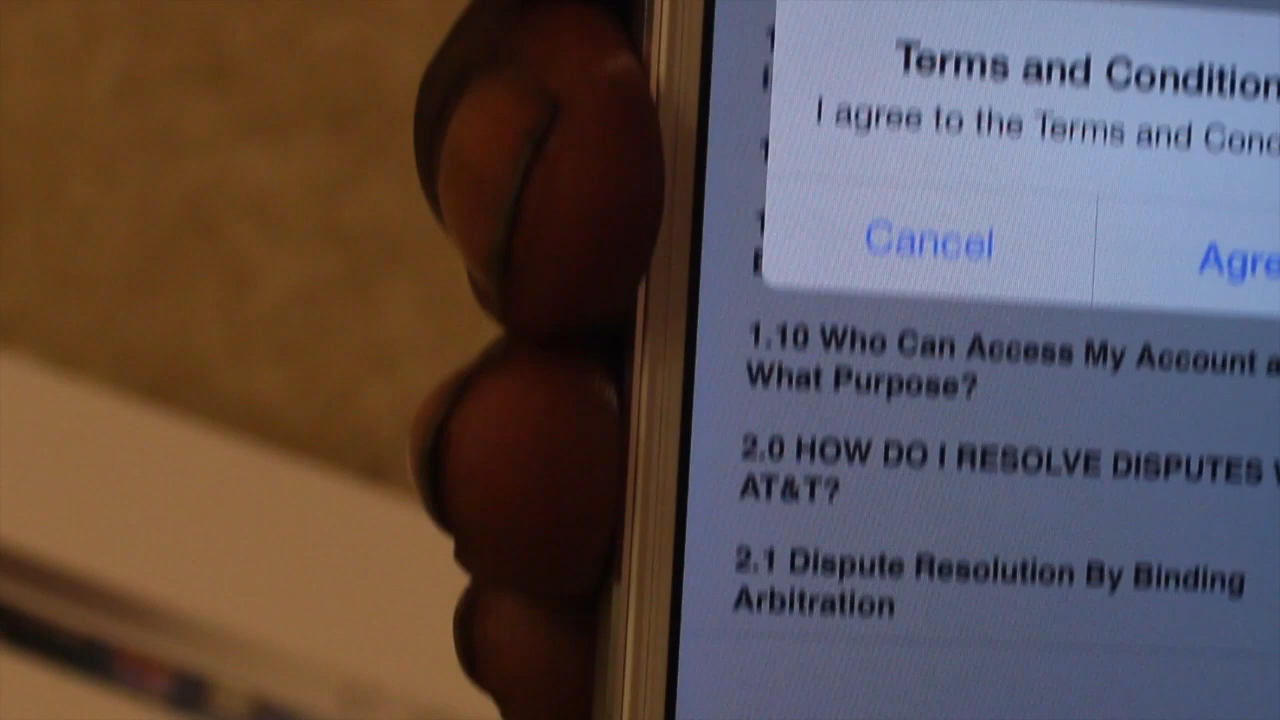 Terms and Condition
I agree to the Terms and Cond
Cancel
Agre
1.10 Who Can Access My Account a
What Purpose?
2.0 HOW DO I RESOLVE DISPUTES W
AT&T?
2.1 Dispute Resolution By Binding
Arbitration